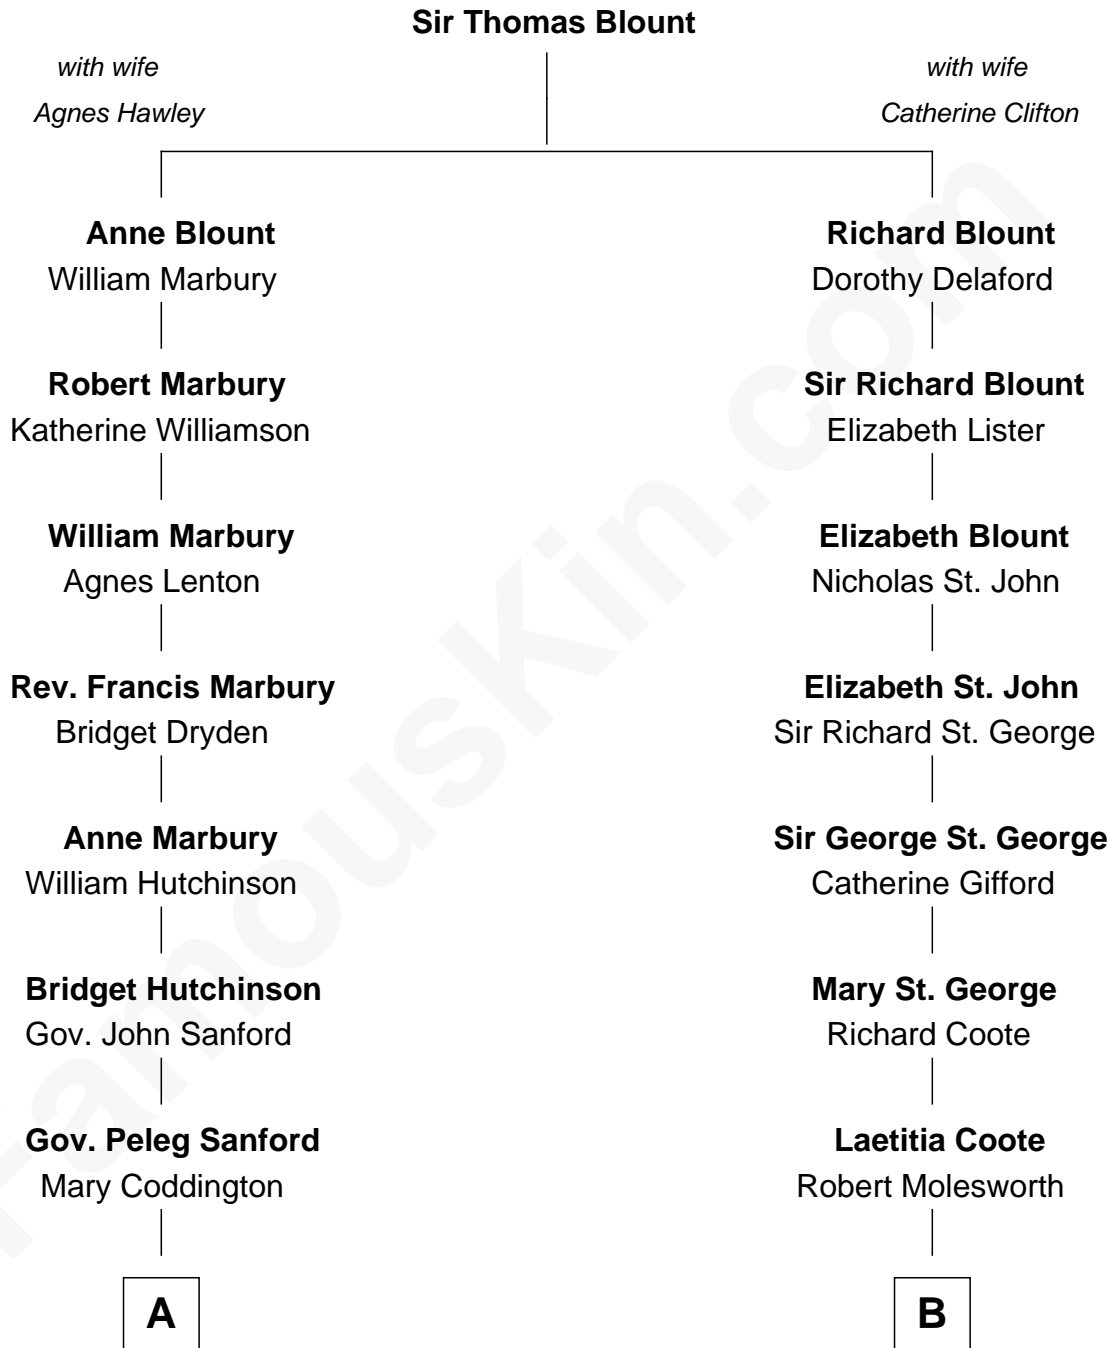 Sir Thomas Blount
with wife
Agnes Hawley
with wife
Catherine Clifton
Anne Blount
William Marbury
Richard Blount
Dorothy Delaford
Robert Marbury
Katherine Williamson
Sir Richard Blount
Elizabeth Lister
William Marbury
Agnes Lenton
Elizabeth Blount
Nicholas St. John
Rev. Francis Marbury
Bridget Dryden
Elizabeth St. John
Sir Richard St. George
Anne Marbury
William Hutchinson
Sir George St. George
Catherine Gifford
Bridget Hutchinson
Gov. John Sanford
Mary St. George
Richard Coote
Gov. Peleg Sanford
Mary Coddington
Laetitia Coote
Robert Molesworth
A
B
FamousKin.com